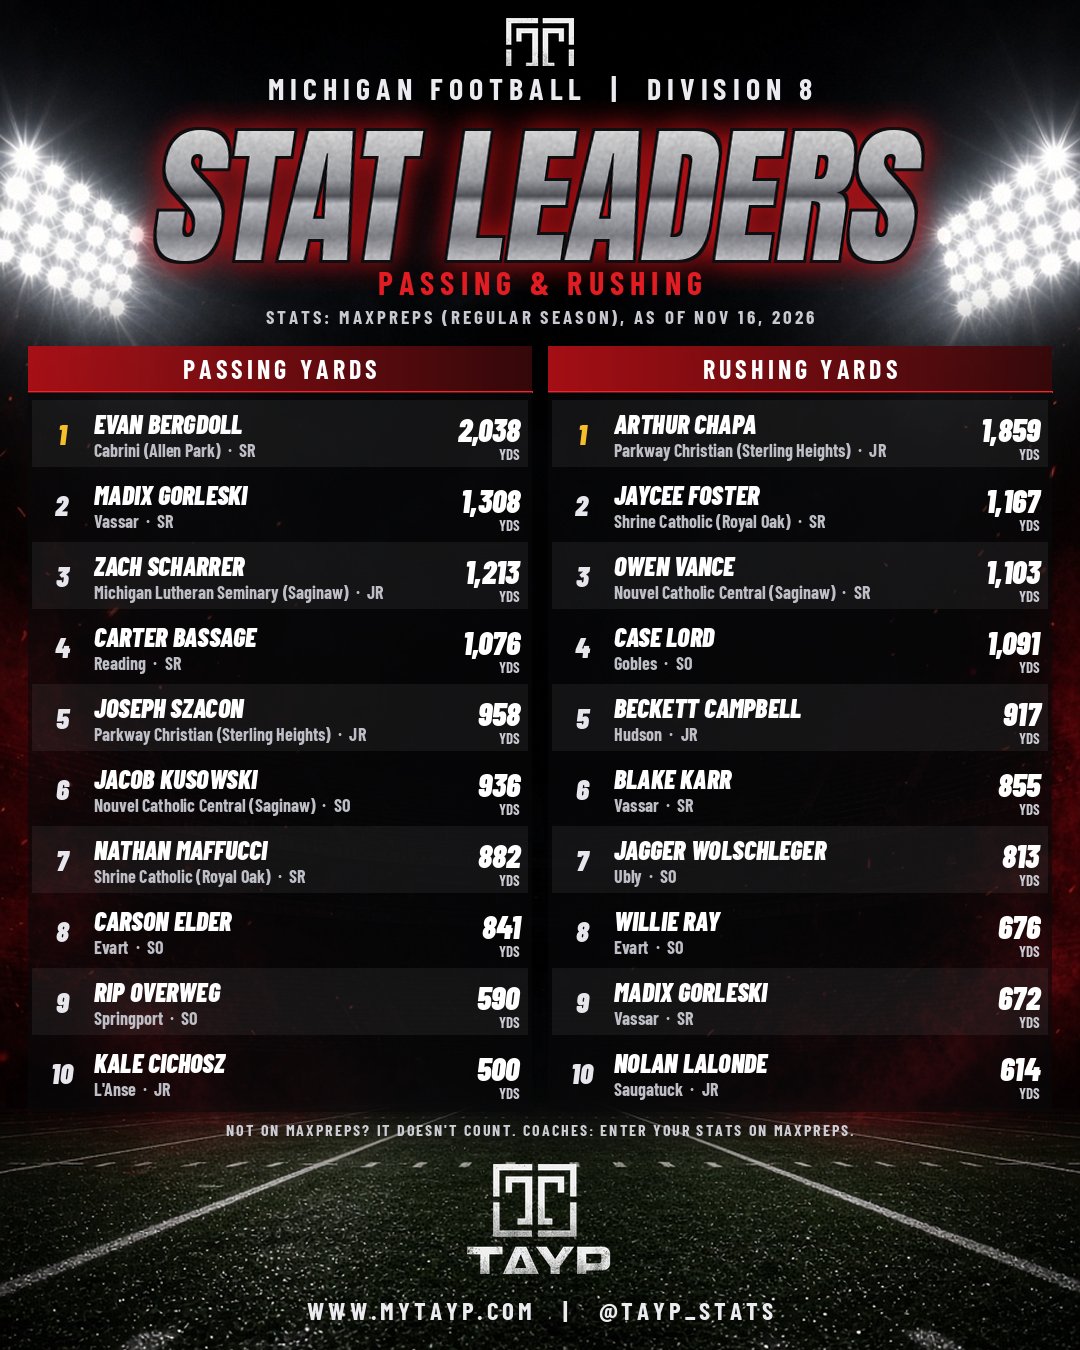 MICHIGAN FOOTBALL | DIVISION 8
STAT LEADERS
PASSING & RUSHING
STATS: MAXPREPS (REGULAR SEASON), AS OF NOV 16, 2026
PASSING YARDS
1 EVAN BERGDOLL 2,038
Cabrini (Allen Park) · SR YDS
2 MADIX GORLESKI 1,308
Vassar · SR YDS
3 ZACH SCHARRER 1,213
Michigan Lutheran Seminary (Saginaw) · JR YDS
4 CARTER BASSAGE 1,076
Reading · SR YDS
5 JOSEPH SZACON 958
Parkway Christian (Sterling Heights) · JR YDS
6 JACOB KUSOWSKI 936
Nouvel Catholic Central (Saginaw) · SO YDS
7 NATHAN MAFFUCCI 882
Shrine Catholic (Royal Oak) · SR YDS
8 CARSON ELDER 841
Evart · SO YDS
9 RIP OVERWEG 590
Springport · SO YDS
10 KALE CICHOSZ 500
L'Anse · JR YDS
RUSHING YARDS
1 ARTHUR CHAPA 1,859
Parkway Christian (Sterling Heights) · JR YDS
2 JAYCEE FOSTER 1,167
Shrine Catholic (Royal Oak) · SR YDS
3 OWEN VANCE 1,103
Nouvel Catholic Central (Saginaw) · SR YDS
4 CASE LORD 1,091
Gobles · SO YDS
5 BECKETT CAMPBELL 917
Hudson · JR YDS
6 BLAKE KARR 855
Vassar · SR YDS
7 JAGGER WOLSCHLEGER 813
Ubly · SO YDS
8 WILLIE RAY 676
Evart · SO YDS
9 MADIX GORLESKI 672
Vassar · SR YDS
10 NOLAN LALONDE 614
Saugatuck · JR YDS
NOT ON MAXPREPS? IT DOESN'T COUNT. COACHES: ENTER YOUR STATS ON MAXPREPS.
TAYP
WWW.MYTAYP.COM | @TAYP_STATS